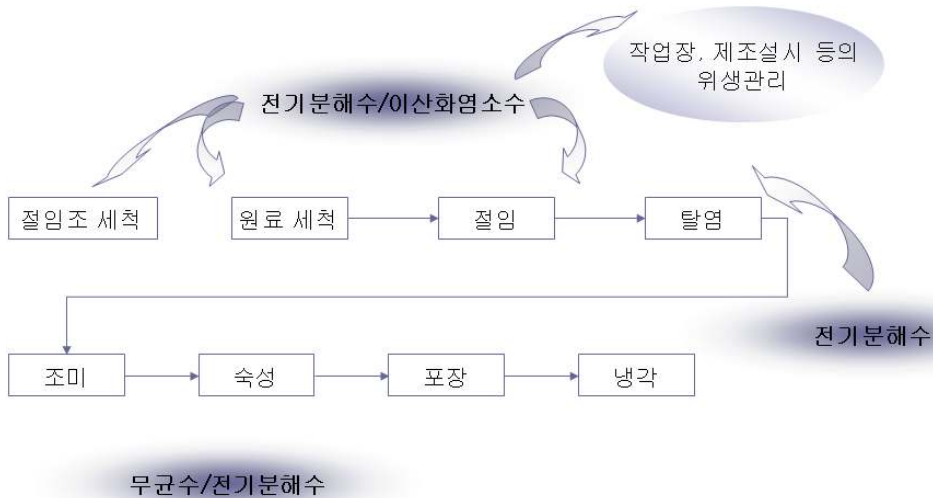 작업장, 제조설시 등의
위생관리
전기분해수/이산화염소수
절임조 세척
원료 세척
절임
탈염
전기분해수
조미
숙성
포장
냉각
무균수/전기분해수